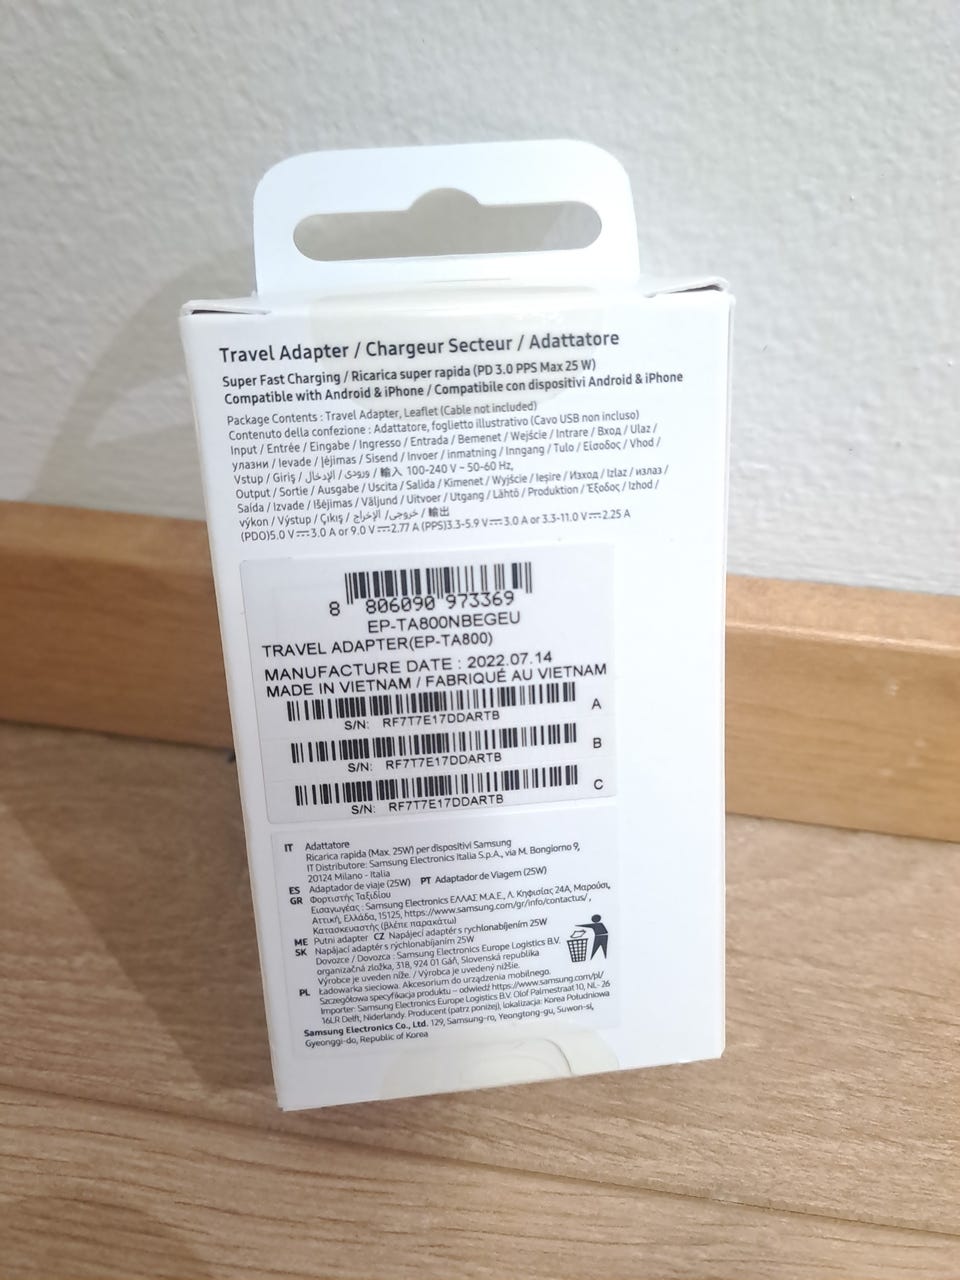 Travel Adapter / Chargeur Secteur / Adattatore
Super Fast Charging / Ricarica super rapida (PD 3.0 PPS Max 25 W)
Compatible with Android & iPhone / Compatibile con dispositivi Android & iPhone
Package Contents : Travel Adapter, Leaflet (Cable not included)
Contenuto della confezione : Adattatore, foglietto illustrativo (Cavo USB non incluso)
Input / Entrée / Eingabe / Ingresso / Entrada / Bemenet / Wejście / Intrare / Вход / Ulaz /
улазни / Ievade / Įėjimas / Sisend / Invoer / inmatning / Inngang / Tulo / Είσοδος / Vhod /
Vstup / Giriş / الإدخال / ورودی / 輸入 100-240 V ~ 50-60 Hz,
Output / Sortie / Ausgabe / Uscita / Salida / Kimenet / Wyjście / Ieşire / Изход / Izlaz / излаз /
Saída / Izvade / Išėjimas / Väljund / Uitvoer / Utgang / Lähtö / Produktion / Έξοδος / Izhod /
výkon / Výstup / Çıkış / خروجی / الإخراج / 輸出
(PDO)5.0 V⎓3.0 A or 9.0 V⎓2.77 A (PPS)3.3-5.9 V⎓3.0 A or 3.3-11.0 V⎓2.25 A
8 806090 973369
EP-TA800NBEGEU
TRAVEL ADAPTER(EP-TA800)
MANUFACTURE DATE : 2022.07.14
MADE IN VIETNAM / FABRIQUÉ AU VIETNAM
A
S/N: RF7T7E17DDARTB
B
S/N: RF7T7E17DDARTB
C
S/N: RF7T7E17DDARTB
IT Adattatore
Ricarica rapida (Max. 25W) per dispositivi Samsung
IT Distributore: Samsung Electronics Italia S.p.A., via M. Bongiorno 9,
20124 Milano - Italia
ES Adaptador de viaje (25W) PT Adaptador de Viagem (25W)
GR Φορτιστής Ταξιδίου
Εισαγωγέας : Samsung Electronics ΕΛΛΑΣ Μ.Α.Ε., Λ. Κηφισίας 24Α, Μαρούσι,
Αττική, Ελλάδα, 15125, https://www.samsung.com/gr/info/contactus/ ,
Κατασκευαστής (βλέπε παρακάτω)
ME Putni adapter CZ Napájecí adaptér s rychlonabíjením 25W
SK Napájací adaptér s rýchlonabíjaním 25W
Dovozce / Dovozca : Samsung Electronics Europe Logistics B.V.
organizačná zložka, 318, 924 01 Gáň, Slovenská republika
Výrobce je uveden níže. / Výrobca je uvedený nižšie.
PL Ładowarka sieciowa. Akcesorium do urządzenia mobilnego.
Szczegółowa specyfikacja produktu – odwiedź https://www.samsung.com/pl/
Importer: Samsung Electronics Europe Logistics B.V. Olof Palmestraat 10, NL- 26
16LR Delft, Niderlandy. Producent (patrz poniżej), lokalizacja: Korea Południowa
Samsung Electronics Co., Ltd. 129, Samsung-ro, Yeongtong-gu, Suwon-si,
Gyeonggi-do, Republic of Korea